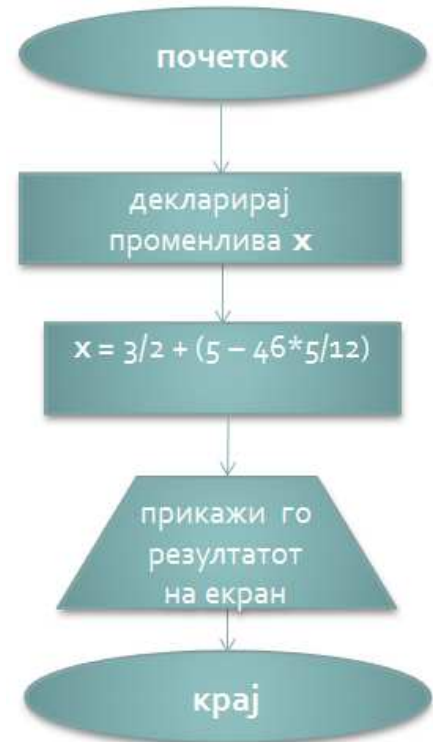 почеток
декларирај
променлива x
x = 3/2 + (5 – 46*5/12)
прикажи го
резултатот
на екран
крај